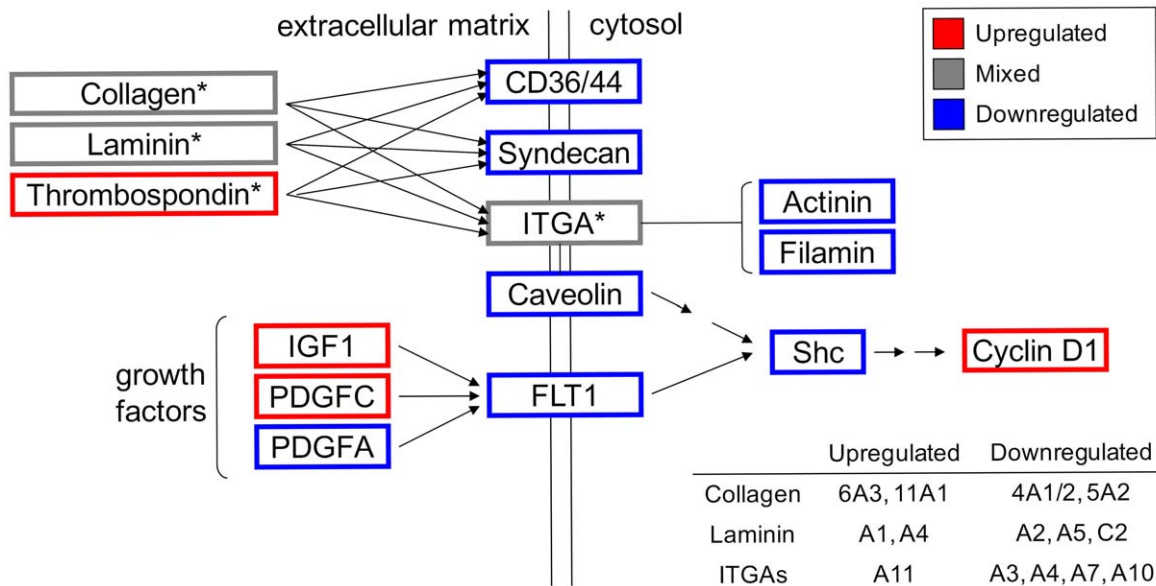 extracellular matrix
cytosol
Upregulated
Mixed
Downregulated
Collagen*
Laminin*
Thrombospondin*
CD36/44
Syndecan
ITGA*
Actinin
Filamin
Caveolin
growth
factors
IGF1
PDGFC
PDGFA
FLT1
Shc
Cyclin D1
Upregulated Downregulated
Collagen 6A3, 11A1 4A1/2, 5A2
Laminin A1, A4 A2, A5, C2
ITGAs A11 A3, A4, A7, A10